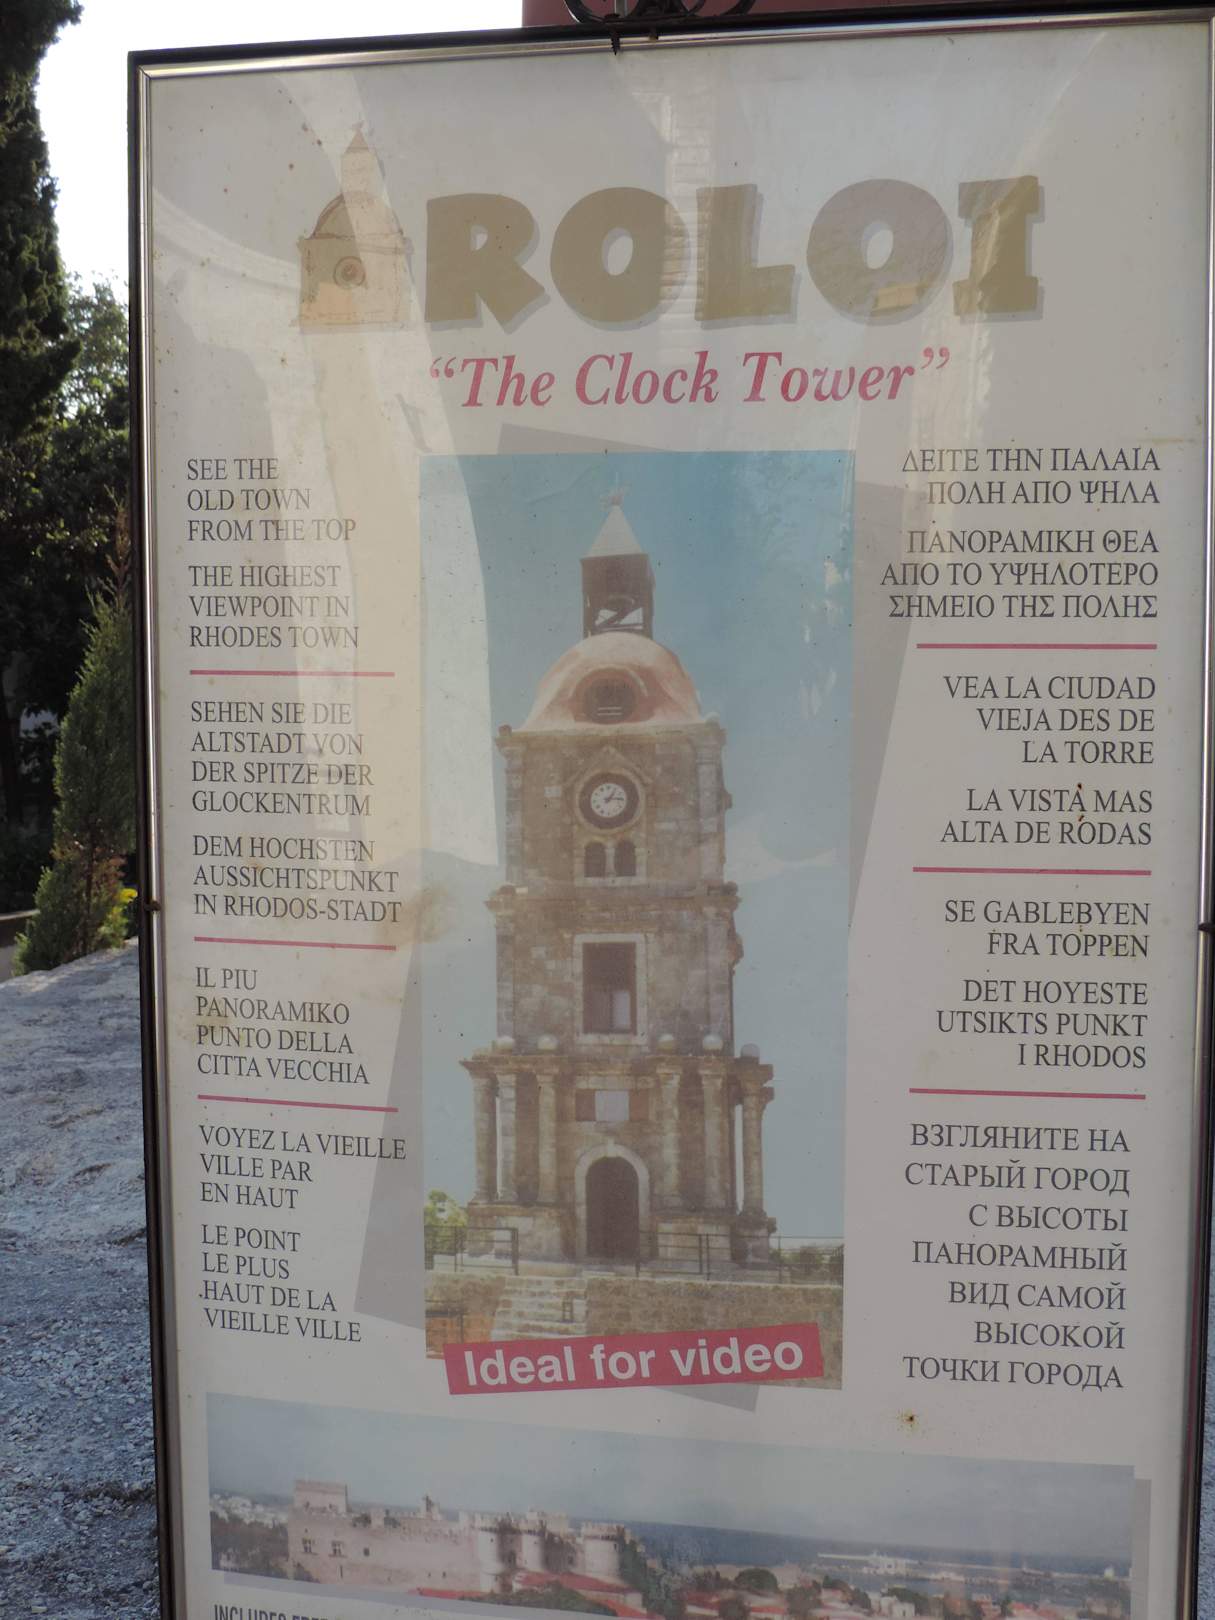 ROLOI
“The Clock Tower”
SEE THE
OLD TOWN
FROM THE TOP
THE HIGHEST
VIEWPOINT IN
RHODES TOWN
SEHEN SIE DIE
ALTSTADT VON
DER SPITZE DER
GLOCKENTRUM
DEM HOCHSTEN
AUSSICHTSPUNKT
IN RHODOS-STADT
IL PIU
PANORAMIKO
PUNTO DELLA
CITTA VECCHIA
VOYEZ LA VIEILLE
VILLE PAR
EN HAUT
LE POINT
LE PLUS
HAUT DE LA
VIEILLE VILLE
ΔΕΙΤΕ ΤΗΝ ΠΑΛΑΪΑ
ΠΟΛΗ ΑΠΟ ΨΗΛΑ
ΠΑΝΟΡΑΜΙΚΗ ΘΕΑ
ΑΠΟ ΤΟ ΥΨΗΛΟΤΕΡΟ
ΣΗΜΕΙΟ ΤΗΣ ΠΟΛΗΣ
VEA LA CIUDAD
VIEJA DES DE
LA TORRE
LA VISTA MAS
ALTA DE RODAS
SE GABLEBYEN
FRA TOPPEN
DET HOYESTE
UTSIKTS PUNKT
I RHODOS
ВЗГЛЯНИТЕ НА
СТАРЫЙ ГОРОД
С ВЫСОТЫ
ПАНОРАМНЫЙ
ВИД САМОЙ
ВЫСОКОЙ
ТОЧКИ ГОРОДА
Ideal for video
INCLUDES FREE